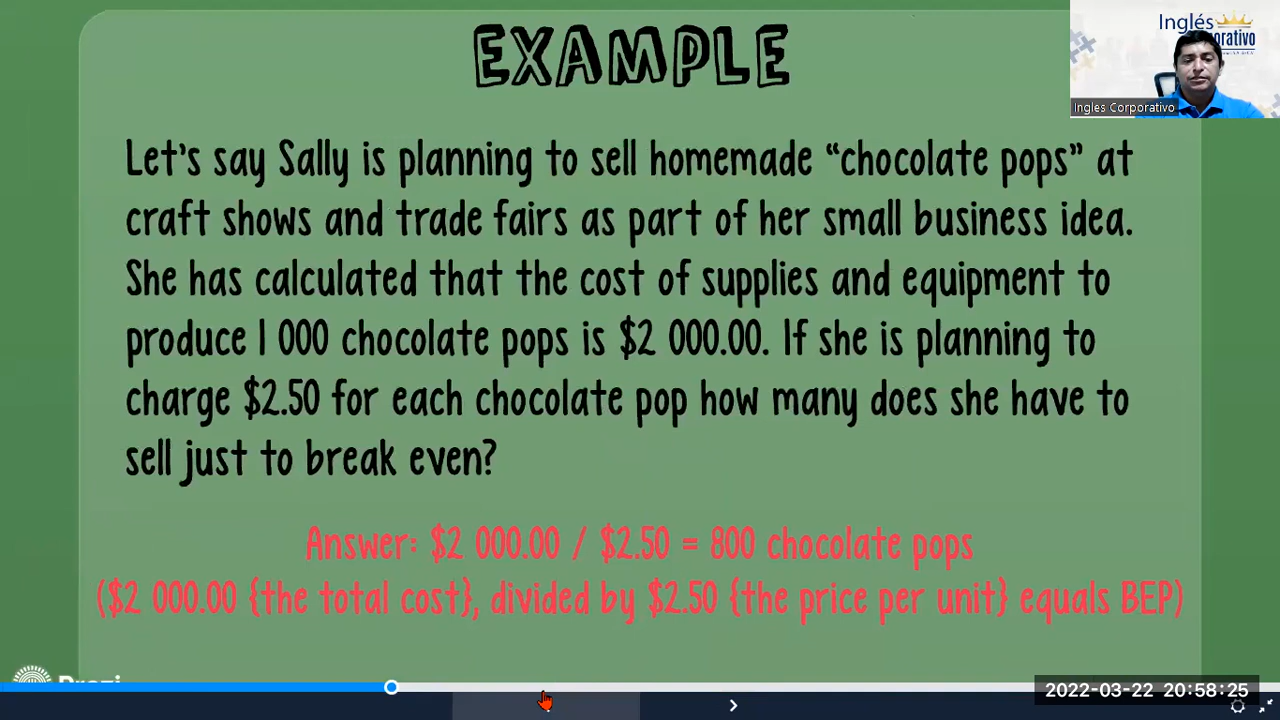 EXAMPLE
Let's say Sally is planning to sell homemade “chocolate pops” at
craft shows and trade fairs as part of her small business idea.
She has calculated that the cost of supplies and equipment to
produce 1 000 chocolate pops is $2 000.00. If she is planning to
charge $2.50 for each chocolate pop how many does she have to
sell just to break even?
Answer: $2 000.00 / $2.50 = 800 chocolate pops
($2 000.00 {the total cost}, divided by $2.50 {the price per unit} equals BEP)
Inglés
Ingles Corporativo
Prezi
2022-03-22 20:58:25